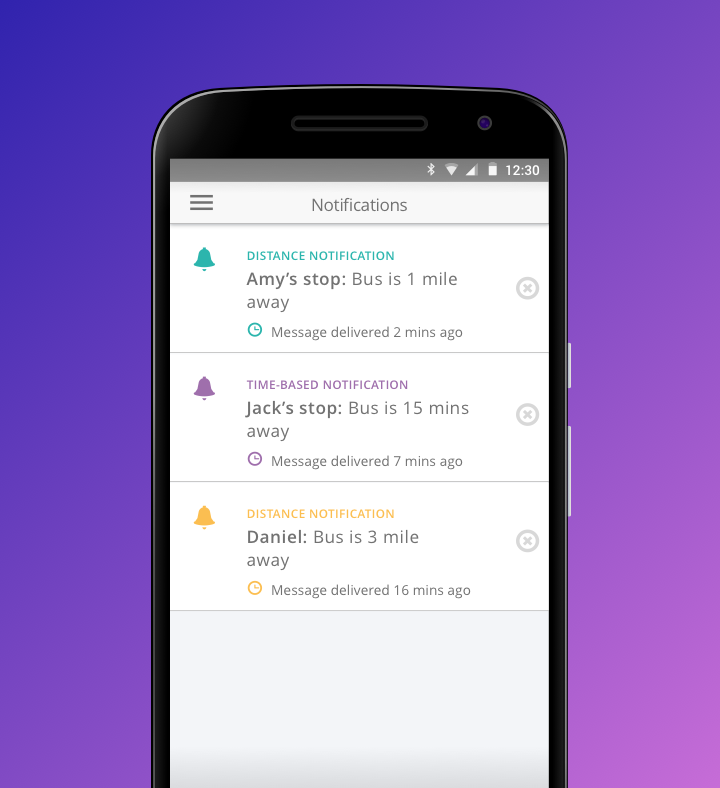 12:30
Notifications
DISTANCE NOTIFICATION
Amy’s stop: Bus is 1 mile
away
Message delivered 2 mins ago
TIME-BASED NOTIFICATION
Jack’s stop: Bus is 15 mins
away
Message delivered 7 mins ago
DISTANCE NOTIFICATION
Daniel: Bus is 3 mile
away
Message delivered 16 mins ago